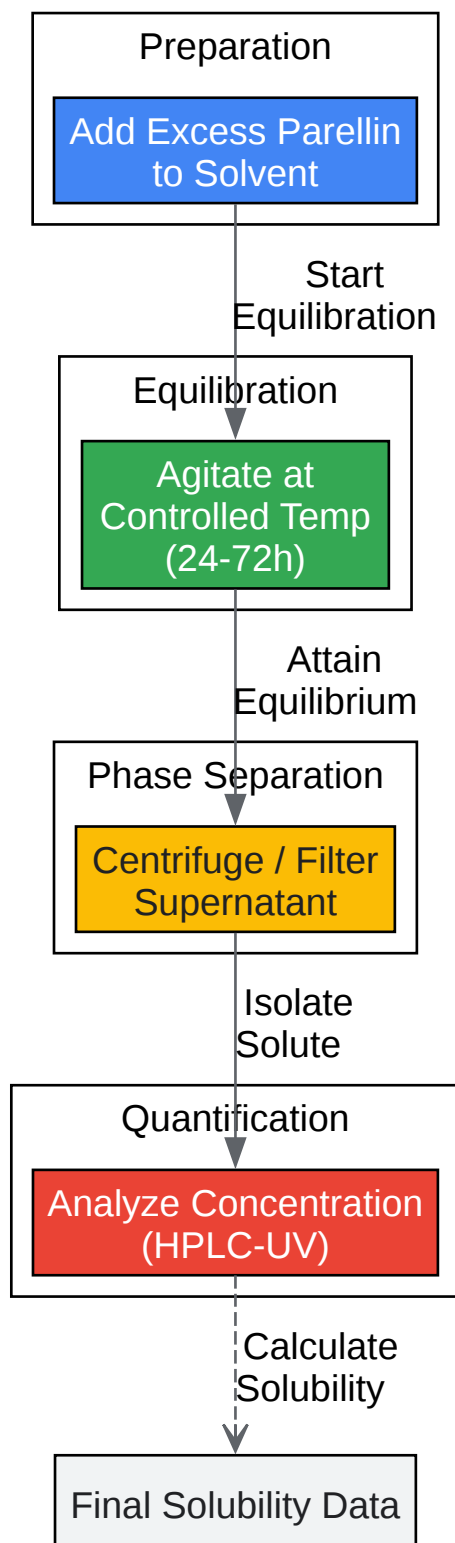 Preparation
Add Excess Parellin
to Solvent
Start
Equilibration
Equilibration
Agitate at
Controlled Temp
(24-72h)
Attain
Equilibrium
Phase Separation
Centrifuge / Filter
Supernatant
Isolate
Solute
Quantification
Analyze Concentration
(HPLC-UV)
Calculate
Solubility
Final Solubility Data